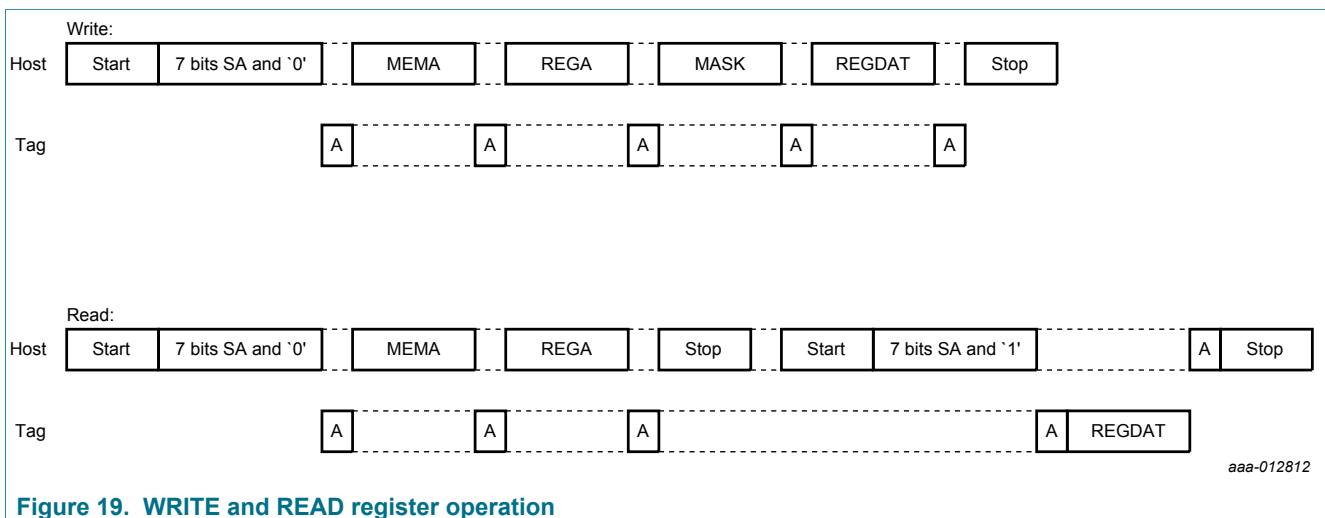 Write:
Host Start 7 bits SA and `0' MEMA REGA MASK REGDAT Stop
Tag A A A A A
Read:
Host Start 7 bits SA and `0' MEMA REGA Stop Start 7 bits SA and `1' A Stop
Tag A A A A REGDAT
aaa-012812
Figure 19. WRITE and READ register operation